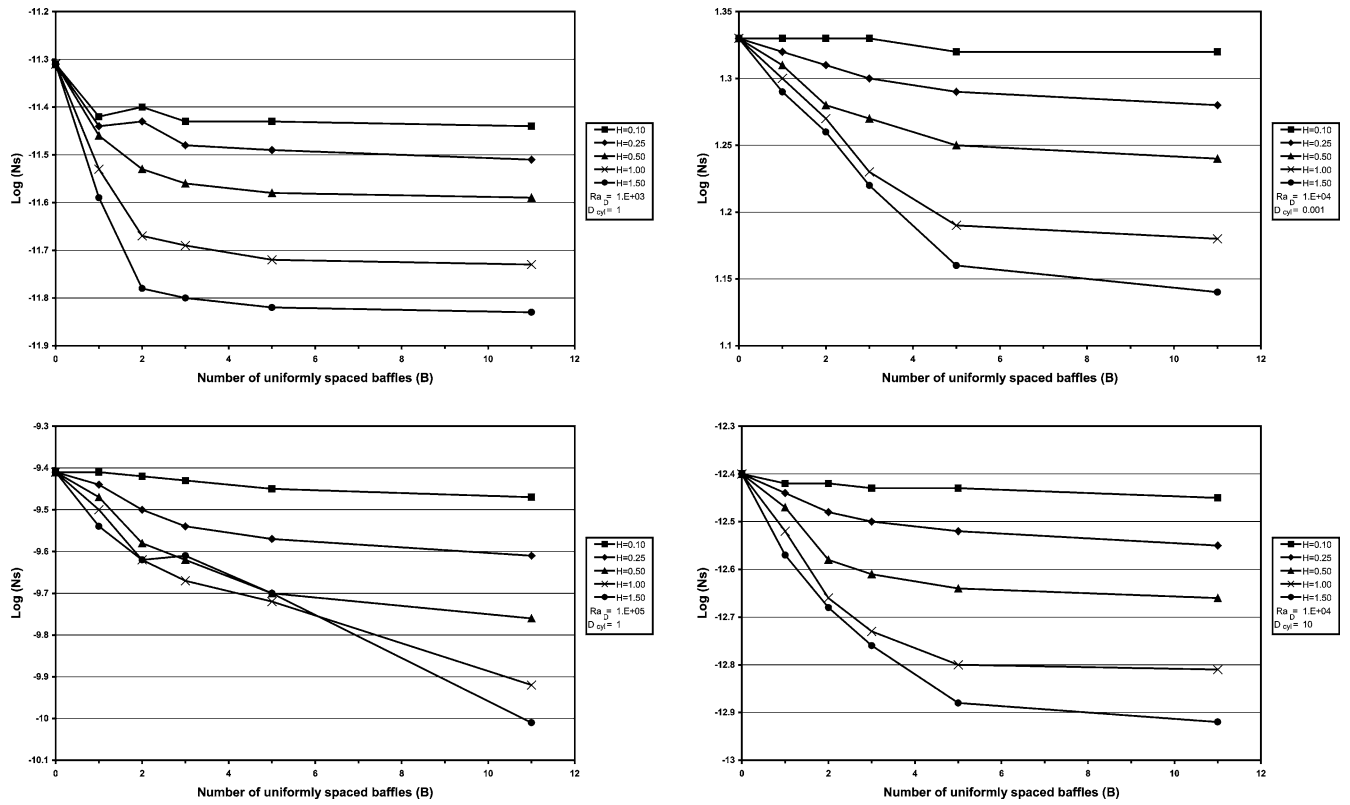 -11.2
-11.3
-11.4
-11.5
-11.6
-11.7
-11.8
-11.9
Log (Ns)
0 2 4 6 8 10 12
Number of uniformly spaced baffles (B)
H=0.10
H=0.25
H=0.50
H=1.00
H=1.50
Ra D = 1.E+03
D cyl = 1
1.35
1.3
1.25
1.2
1.15
1.1
Log (Ns)
0 2 4 6 8 10 12
Number of uniformly spaced baffles (B)
H=0.10
H=0.25
H=0.50
H=1.00
H=1.50
Ra D = 1.E+04
D cyl = 0.001
-9.3
-9.4
-9.5
-9.6
-9.7
-9.8
-9.9
-10
-10.1
Log (Ns)
0 2 4 6 8 10 12
Number of uniformly spaced baffles (B)
H=0.10
H=0.25
H=0.50
H=1.00
H=1.50
Ra D = 1.E+05
D cyl = 1
-12.3
-12.4
-12.5
-12.6
-12.7
-12.8
-12.9
-13
Log (Ns)
0 2 4 6 8 10 12
Number of uniformly spaced baffles (B)
H=0.10
H=0.25
H=0.50
H=1.00
H=1.50
Ra D = 1.E+04
D cyl = 10